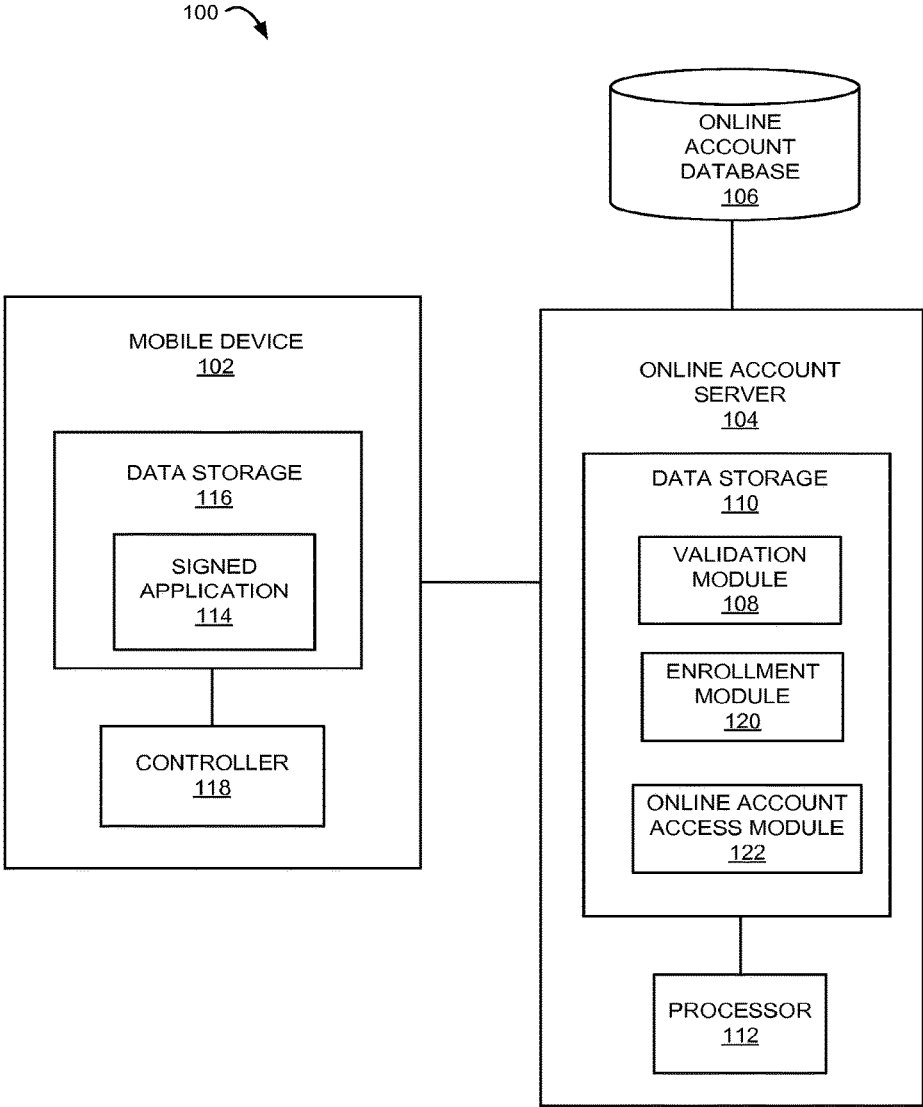 100
ONLINE
ACCOUNT
DATABASE
106
MOBILE DEVICE
102
DATA STORAGE
116
SIGNED
APPLICATION
114
CONTROLLER
118
ONLINE ACCOUNT
SERVER
104
DATA STORAGE
110
VALIDATION
MODULE
108
ENROLLMENT
MODULE
120
ONLINE ACCOUNT
ACCESS MODULE
122
PROCESSOR
112